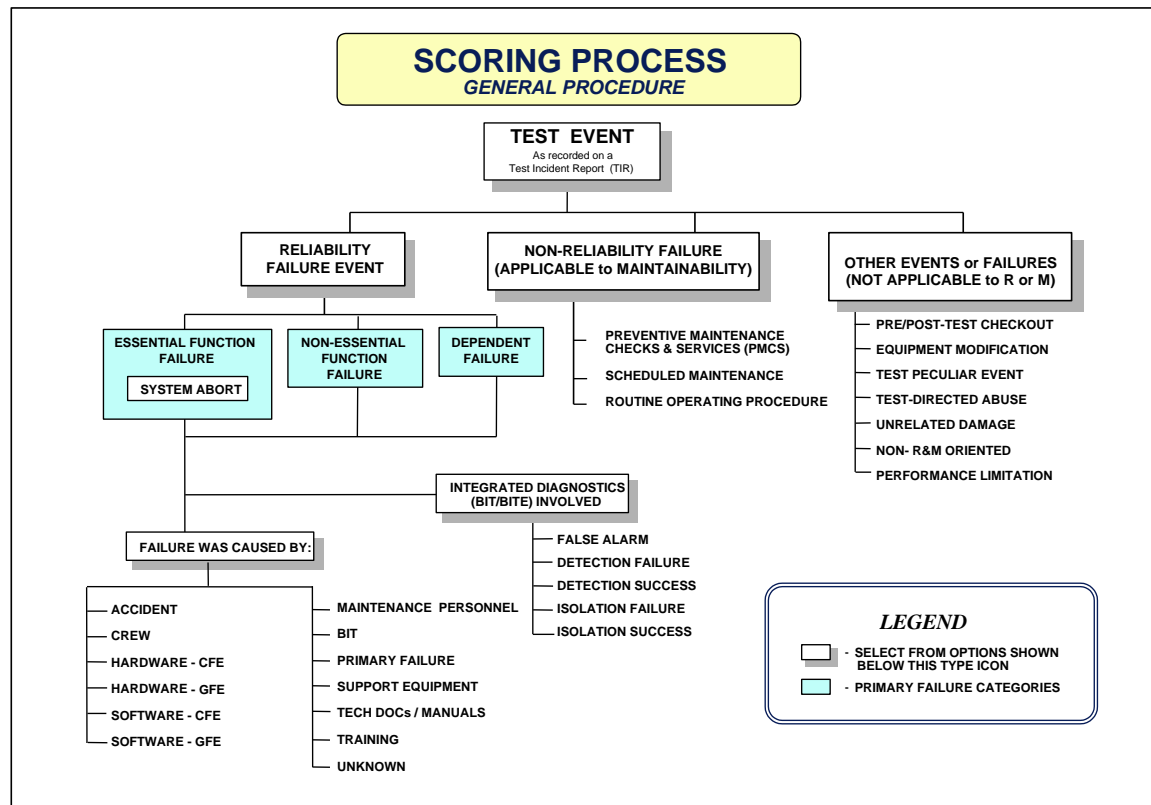 SCORING PROCESS
GENERAL PROCEDURE
TEST EVENT
As recorded on a
Test Incident Report (TIR)
RELIABILITY
FAILURE EVENT
NON-RELIABILITY FAILURE
(APPLICABLE to MAINTAINABILITY)
OTHER EVENTS or FAILURES
(NOT APPLICABLE to R or M)
ESSENTIAL FUNCTION
FAILURE
SYSTEM ABORT
NON-ESSENTIAL
FUNCTION
FAILURE
DEPENDENT
FAILURE
PREVENTIVE MAINTENANCE
CHECKS & SERVICES (PMCS)
SCHEDULED MAINTENANCE
ROUTINE OPERATING PROCEDURE
PRE/POST-TEST CHECKOUT
EQUIPMENT MODIFICATION
TEST PECULIAR EVENT
TEST-DIRECTED ABUSE
UNRELATED DAMAGE
NON- R&M ORIENTED
PERFORMANCE LIMITATION
INTEGRATED DIAGNOSTICS
(BIT/BITE) INVOLVED
FALSE ALARM
DETECTION FAILURE
DETECTION SUCCESS
ISOLATION FAILURE
ISOLATION SUCCESS
FAILURE WAS CAUSED BY:
ACCIDENT
CREW
HARDWARE - CFE
HARDWARE - GFE
SOFTWARE - CFE
SOFTWARE - GFE
MAINTENANCE PERSONNEL
BIT
PRIMARY FAILURE
SUPPORT EQUIPMENT
TECH DOCs / MANUALS
TRAINING
UNKNOWN
LEGEND
- SELECT FROM OPTIONS SHOWN
BELOW THIS TYPE ICON
- PRIMARY FAILURE CATEGORIES